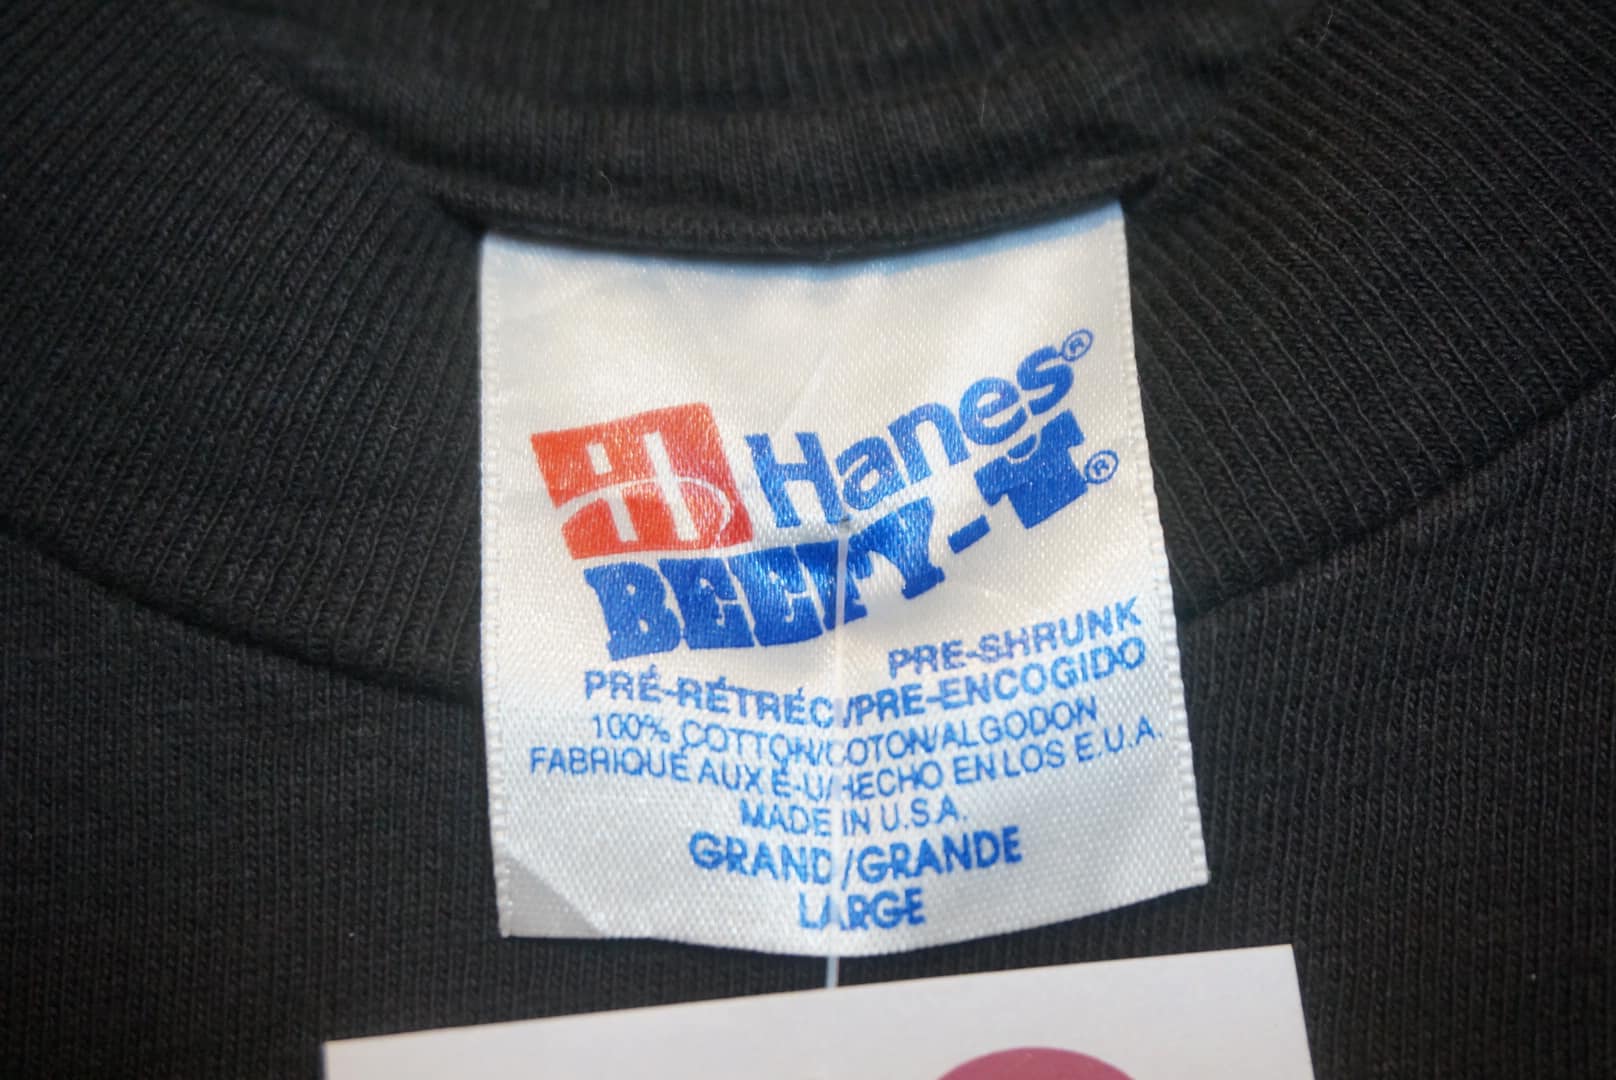 Hanes®
BEEFY-T®
PRE-SHRUNK
PRÉ-RÉTRÉCI/PRE-ENCOGIDO
100% COTTON/COTON/ALGODON
FABRIQUÉ AUX É-U/HECHO EN LOS E.U.A.
MADE IN U.S.A.
GRAND/GRANDE
LARGE